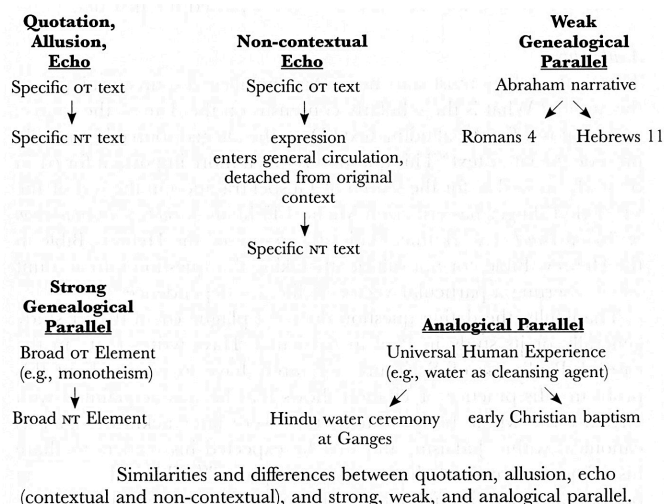 Quotation,
Allusion,
Echo
Specific OT text
Specific NT text
Non-contextual
Echo
Specific OT text
expression
enters general circulation,
detached from original
context
Specific NT text
Weak
Genealogical
Parallel
Abraham narrative
Romans 4 Hebrews 11
Strong
Genealogical
Parallel
Broad OT Element
(e.g., monotheism)
Broad NT Element
Analogical Parallel
Universal Human Experience
(e.g., water as cleansing agent)
Hindu water ceremony early Christian baptism
at Ganges
Similarities and differences between quotation, allusion, echo
(contextual and non-contextual), and strong, weak, and analogical parallel.